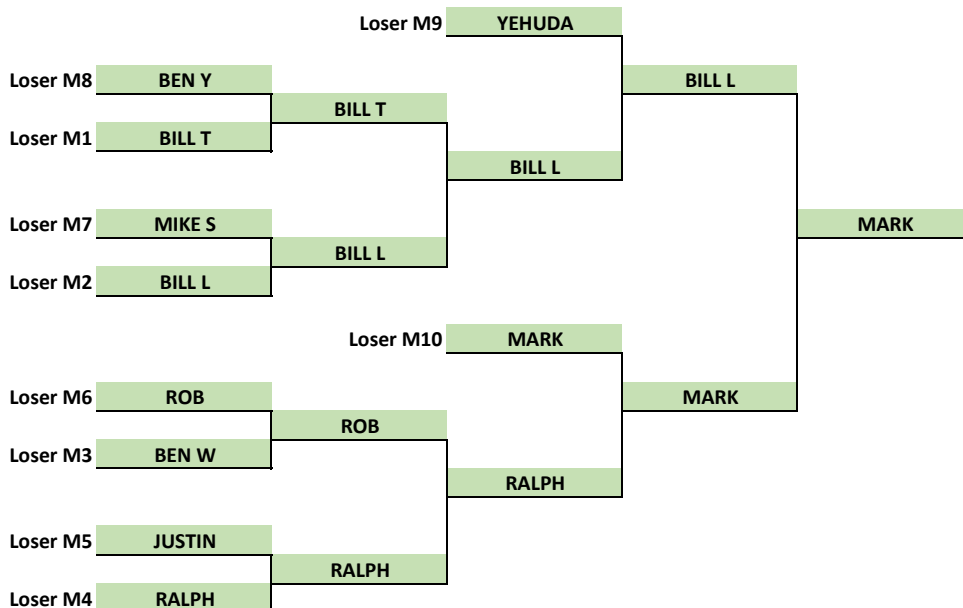 Loser M9 YEHUDA
Loser M8 BEN Y BILL L
BILL T
Loser M1 BILL T
BILL L
Loser M7 MIKE S MARK
BILL L
Loser M2 BILL L
Loser M10 MARK
Loser M6 ROB MARK
ROB
Loser M3 BEN W
RALPH
Loser M5 JUSTIN
RALPH
Loser M4 RALPH